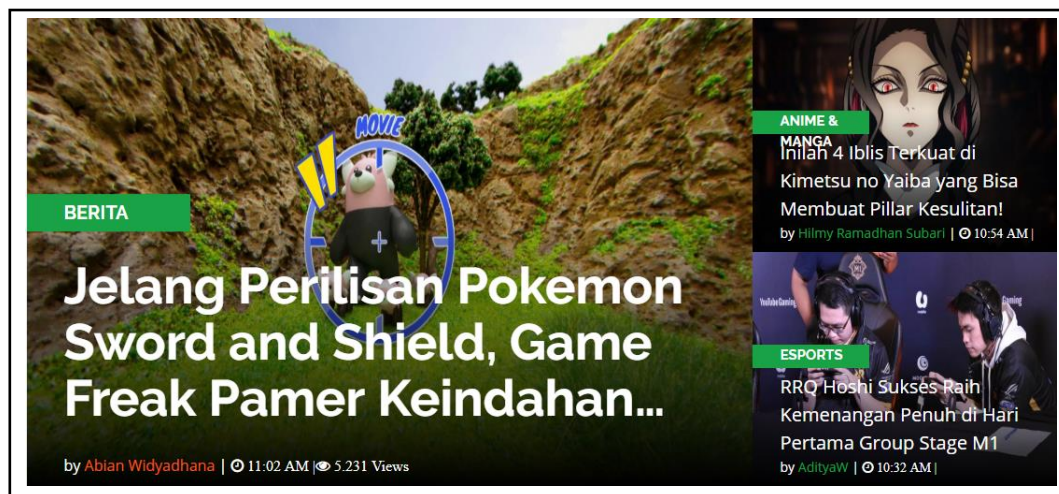 MOVIE
BERITA
Jelang Perilisan Pokemon
Sword and Shield, Game
Freak Pamer Keindahan...
by Abian Widyadhana | 11:02 AM | 5.231 Views
ANIME &
MANGA
Inilah 4 Iblis Terkuat di
Kimetsu no Yaiba yang Bisa
Membuat Pillar Kesulitan!
by Hilmy Ramadhan Subari | 10:54 AM |
YouTube Gaming
Gaming
ESPORTS
RRQ Hoshi Sukses Raih
Kemenangan Penuh di Hari
Pertama Group Stage M1
by AdityaW | 10:32 AM |